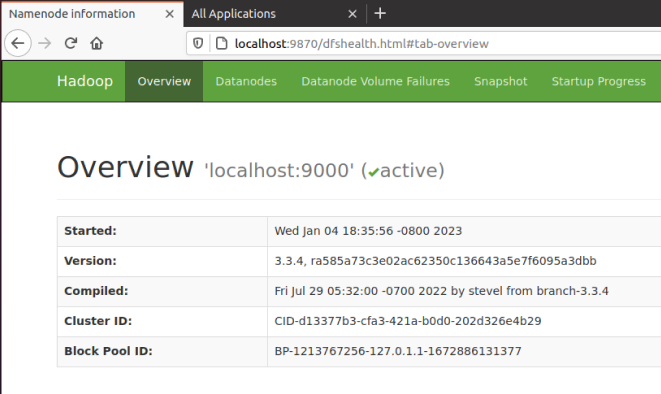 Namenode information
All Applications
localhost:9870/dfshealth.html#tab-overview
Hadoop Overview Datanodes Datanode Volume Failures Snapshot Startup Progress
Overview 'localhost:9000' (✔active)
Started: Wed Jan 04 18:35:56 -0800 2023
Version: 3.3.4, ra585a73c3e02ac62350c136643a5e7f6095a3dbb
Compiled: Fri Jul 29 05:32:00 -0700 2022 by stevel from branch-3.3.4
Cluster ID: CID-d13377b3-cfa3-421a-b0d0-202d326e4b29
Block Pool ID: BP-1213767256-127.0.1.1-1672886131377